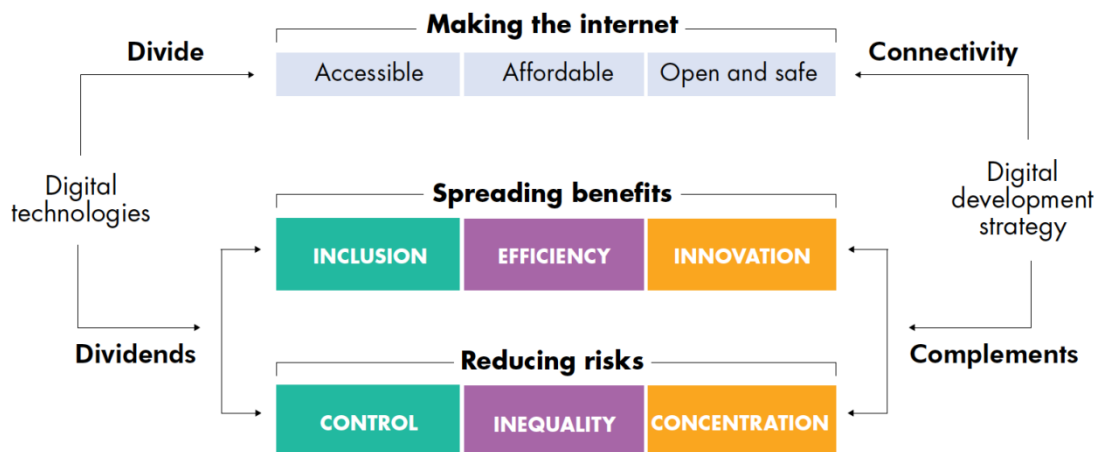 Making the internet
Divide
Connectivity
Accessible
Affordable
Open and safe
Digital
technologies
Digital
development
strategy
Spreading benefits
INCLUSION
EFFICIENCY
INNOVATION
Dividends
Complements
Reducing risks
CONTROL
INEQUALITY
CONCENTRATION